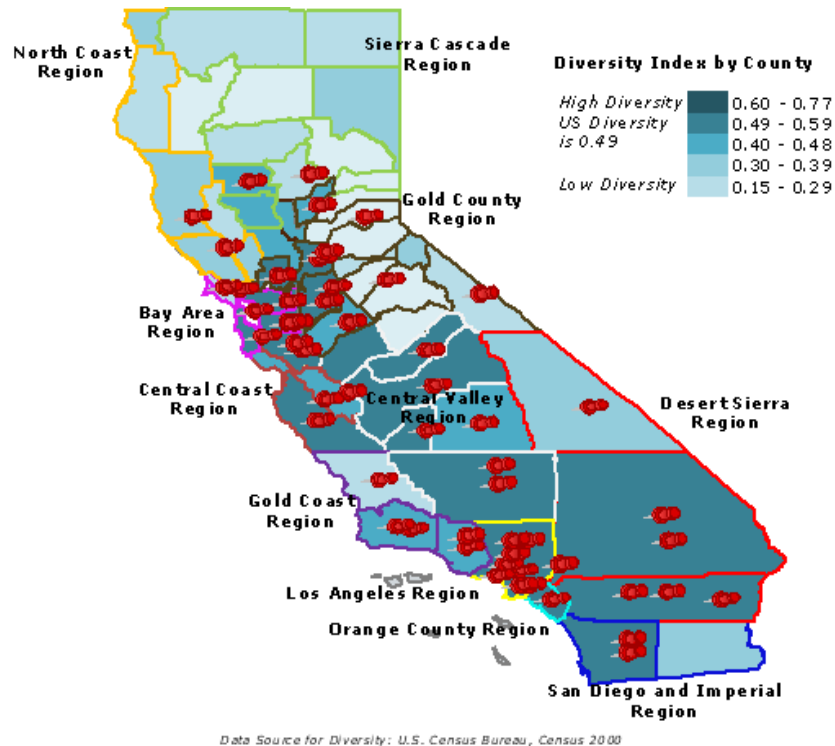 North Coast
Region
Sierra Cascade
Region
Diversity Index by County
High Diversity
US Diversity
is 0.49
Low Diversity
0.60 - 0.77
0.49 - 0.59
0.40 - 0.48
0.30 - 0.39
0.15 - 0.29
Gold County
Region
Bay Area
Region
Central Coast
Region
Central Valley
Region
Desert Sierra
Region
Gold Coast
Region
Los Angeles Region
Orange County Region
San Diego and Imperial
Region
Data Source for Diversity: U.S. Census Bureau, Census 2000